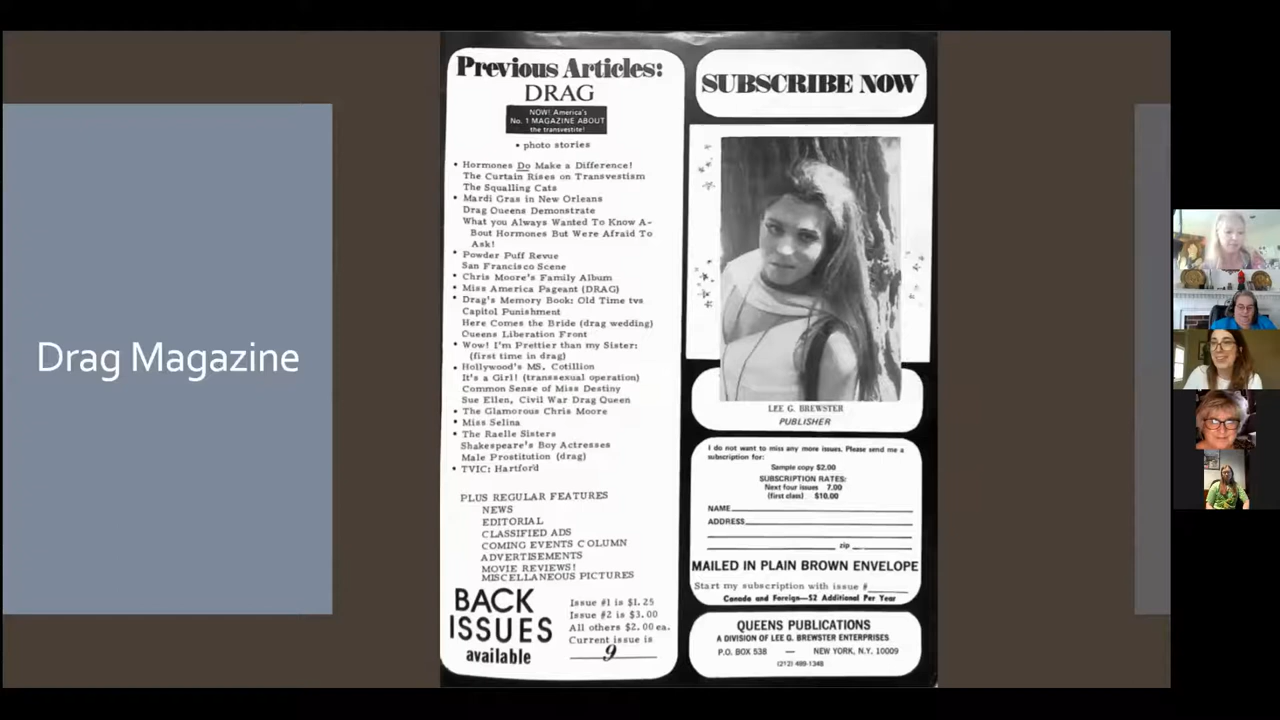 Drag Magazine
Previous Articles:
DRAG
NOW! America's
No. 1 MAGAZINE ABOUT
the transvestite!
• photo stories
• Hormones Do Make a Difference!
The Curtain Rises on Transvestism
The Squalling Cats
• Mardi Gras in New Orleans
Drag Queens Demonstrate
What you Always Wanted To Know A-
Bout Hormones But Were Afraid To
Ask!
• Powder Puff Revue
San Francisco Scene
• Chris Moore's Family Album
• Miss America Pageant (DRAG)
• Drag's Memory Book: Old Time tvs
Capitol Punishment
Here Comes the Bride (drag wedding)
Queens Liberation Front
• Wow! I'm Prettier than my Sister:
(first time in drag)
• Hollywood's MS. Cotillion
It's a Girl! (transsexual operation)
Common Sense of Miss Destiny
Sue Ellen, Civil War Drag Queen
• The Glamorous Chris Moore
• Miss Selina
• The Raelle Sisters
Shakespeare's Boy Actresses
Male Prostitution (drag)
• TVIC: Hartford
PLUS REGULAR FEATURES
NEWS
EDITORIAL
CLASSIFIED ADS
COMING EVENTS COLUMN
ADVERTISEMENTS
MOVIE REVIEWS!
MISCELLANEOUS PICTURES
BACK
ISSUES
available
Issue #1 is $1.25
Issue #2 is $3.00
All others $2.00 ea.
Current issue is
9
SUBSCRIBE NOW
LEE G. BREWSTER
PUBLISHER
I do not want to miss any more issues. Please send me a
subscription for:
Sample copy $2.00
SUBSCRIPTION RATES:
Next four issues 7.00
(first class) $10.00
NAME
ADDRESS
zip
MAILED IN PLAIN BROWN ENVELOPE
Start my subscription with issue #
Canada and Foreign—$2 Additional Per Year
QUEENS PUBLICATIONS
A DIVISION OF LEE G. BREWSTER ENTERPRISES
P.O. BOX 538 — NEW YORK, N.Y. 10009
(212) 489-1348